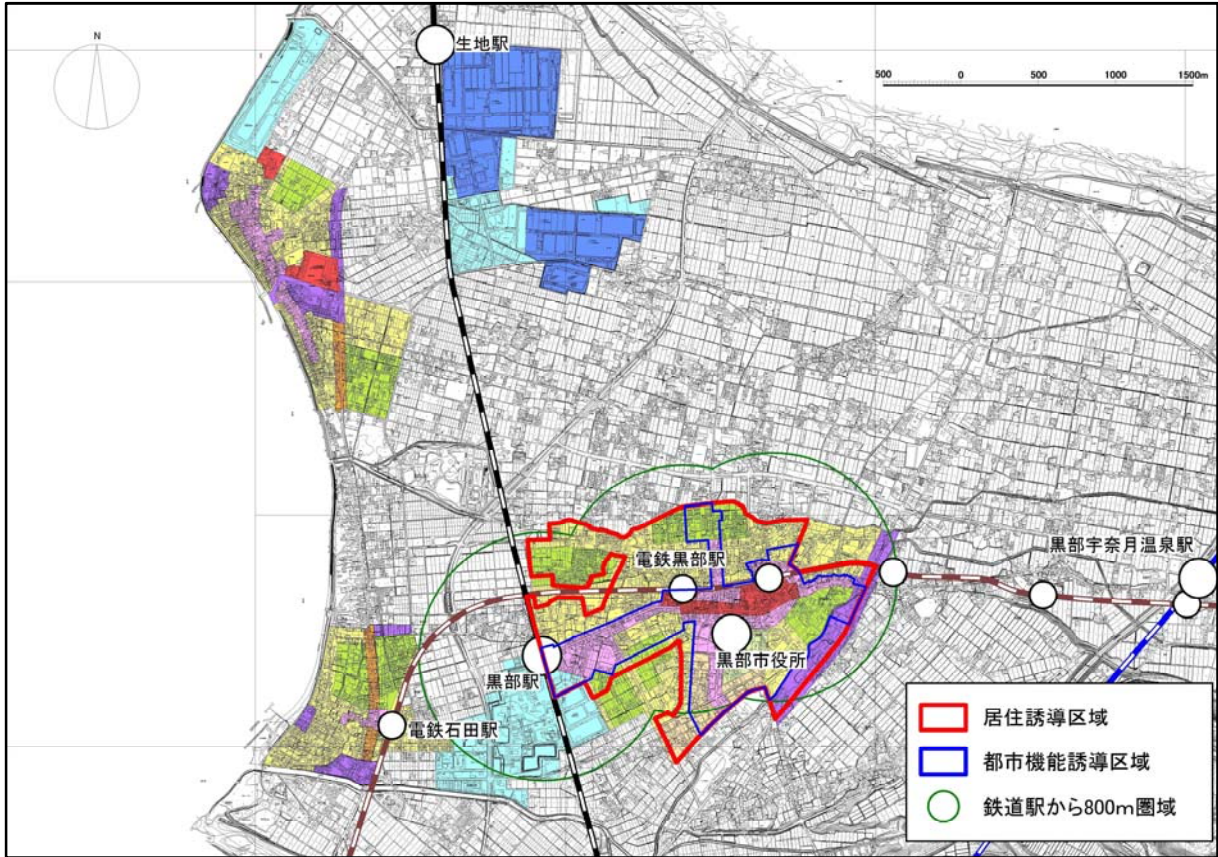 N
生地駅
500 0 500 1000 1500m
黒部宇奈月温泉駅
電鉄黒部駅
黒部市役所
黒部駅
電鉄石田駅
居住誘導区域
都市機能誘導区域
鉄道駅から800m圏域